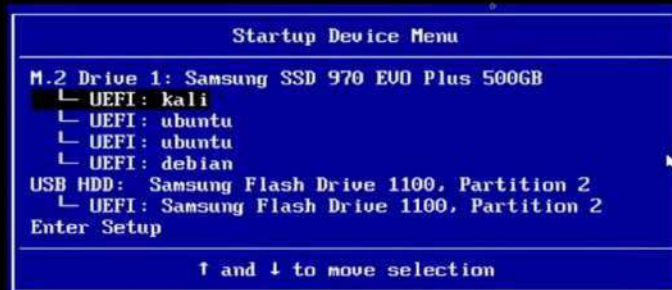 Startup Device Menu
M.2 Drive 1: Samsung SSD 970 EVO Plus 500GB
└─ UEFI: kali
└─ UEFI: ubuntu
└─ UEFI: ubuntu
└─ UEFI: debian
USB HDD: Samsung Flash Drive 1100, Partition 2
└─ UEFI: Samsung Flash Drive 1100, Partition 2
Enter Setup
↑ and ↓ to move selection